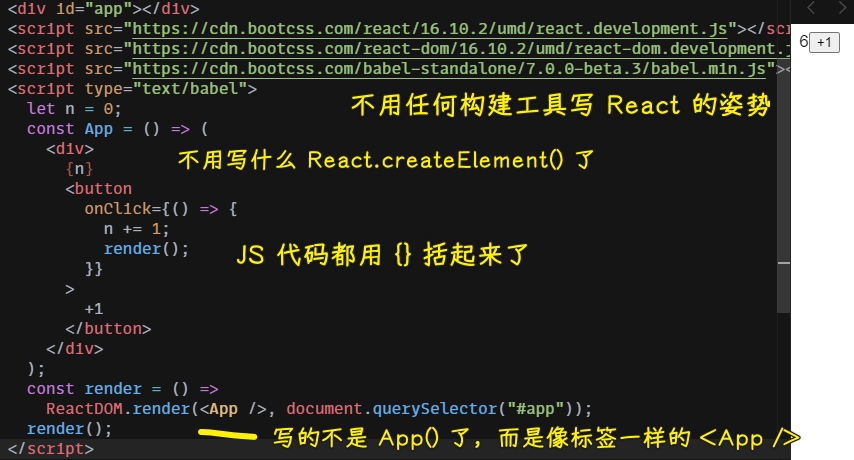 <div id="app"></div>
<script src="https://cdn.bootcss.com/react/16.10.2/umd/react.development.js"></scr
<script src="https://cdn.bootcss.com/react-dom/16.10.2/umd/react-dom.development.j
<script src="https://cdn.bootcss.com/babel-standalone/7.0.0-beta.3/babel.min.js"><
<script type="text/babel">
不用任何构建工具写 React 的姿势
let n = 0;
const App = () => (
<div>
不用写什么 React.createElement() 了
{n}
<button
onClick={() => {
n += 1;
render();
JS 代码都用 {} 括起来了
}}
>
+1
</button>
</div>
);
const render = () =>
ReactDOM.render(<App />, document.querySelector("#app"));
render();
写的不是 App() 了，而是像标签一样的 <App />
</script>
6 +1